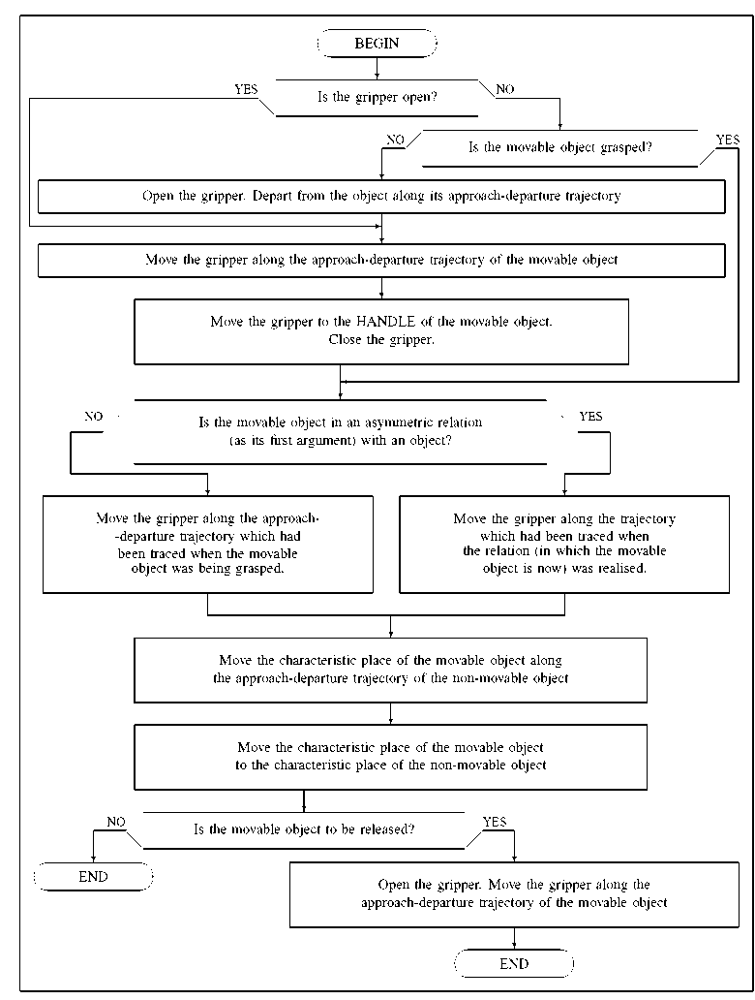 BEGIN
YES
Is the gripper open?
NO
NO
Is the movable object grasped?
YES
Open the gripper. Depart from the object along its approach-departure trajectory
Move the gripper along the approach-departure trajectory of the movable object
Move the gripper to the HANDLE of the movable object.
Close the gripper.
NO
Is the movable object in an asymmetric relation
(as its first argument) with an object?
YES
Move the gripper along the approach-
-departure trajectory which had
been traced when the movable
object was being grasped.
Move the gripper along the trajectory
which had been traced when
the relation (in which the movable
object is now) was realised.
Move the characteristic place of the movable object along
the approach-departure trajectory of the non-movable object
Move the characteristic place of the movable object
to the characteristic place of the non-movable object
NO
Is the movable object to be released?
YES
END
Open the gripper. Move the gripper along the
approach-departure trajectory of the movable object
END